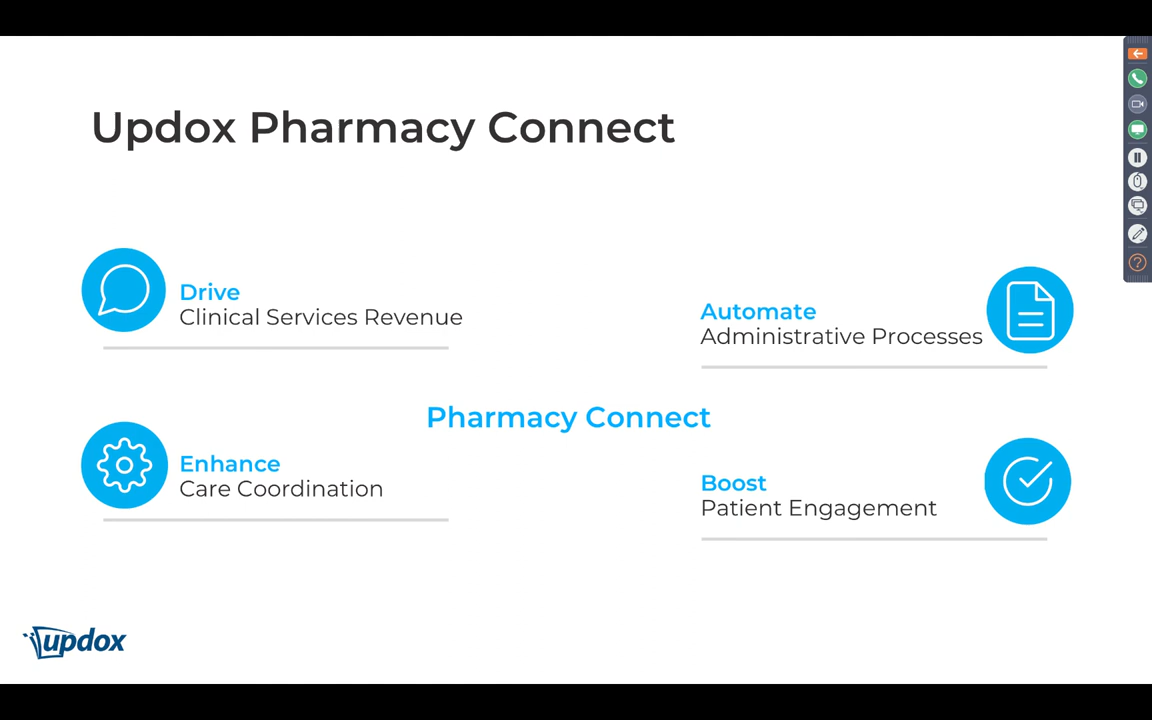 Updox Pharmacy Connect
Drive
Clinical Services Revenue
Automate
Administrative Processes
Pharmacy Connect
Enhance
Care Coordination
Boost
Patient Engagement
updox